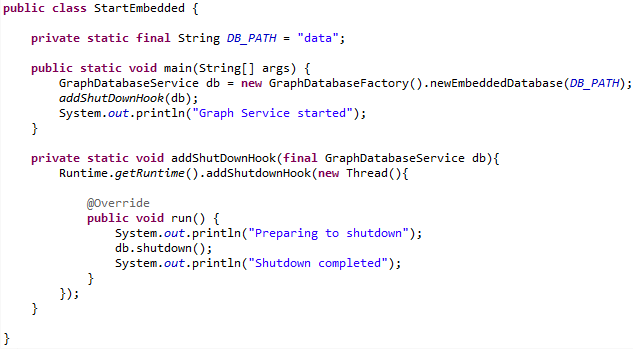 public class StartEmbedded {
private static final String DB_PATH = "data";
public static void main(String[] args) {
GraphDatabaseService db = new GraphDatabaseFactory().newEmbeddedDatabase(DB_PATH);
addShutDownHook(db);
System.out.println("Graph Service started");
}
private static void addShutDownHook(final GraphDatabaseService db){
Runtime.getRuntime().addShutdownHook(new Thread(){
@Override
public void run() {
System.out.println("Preparing to shutdown");
db.shutdown();
System.out.println("Shutdown completed");
}
});
}
}